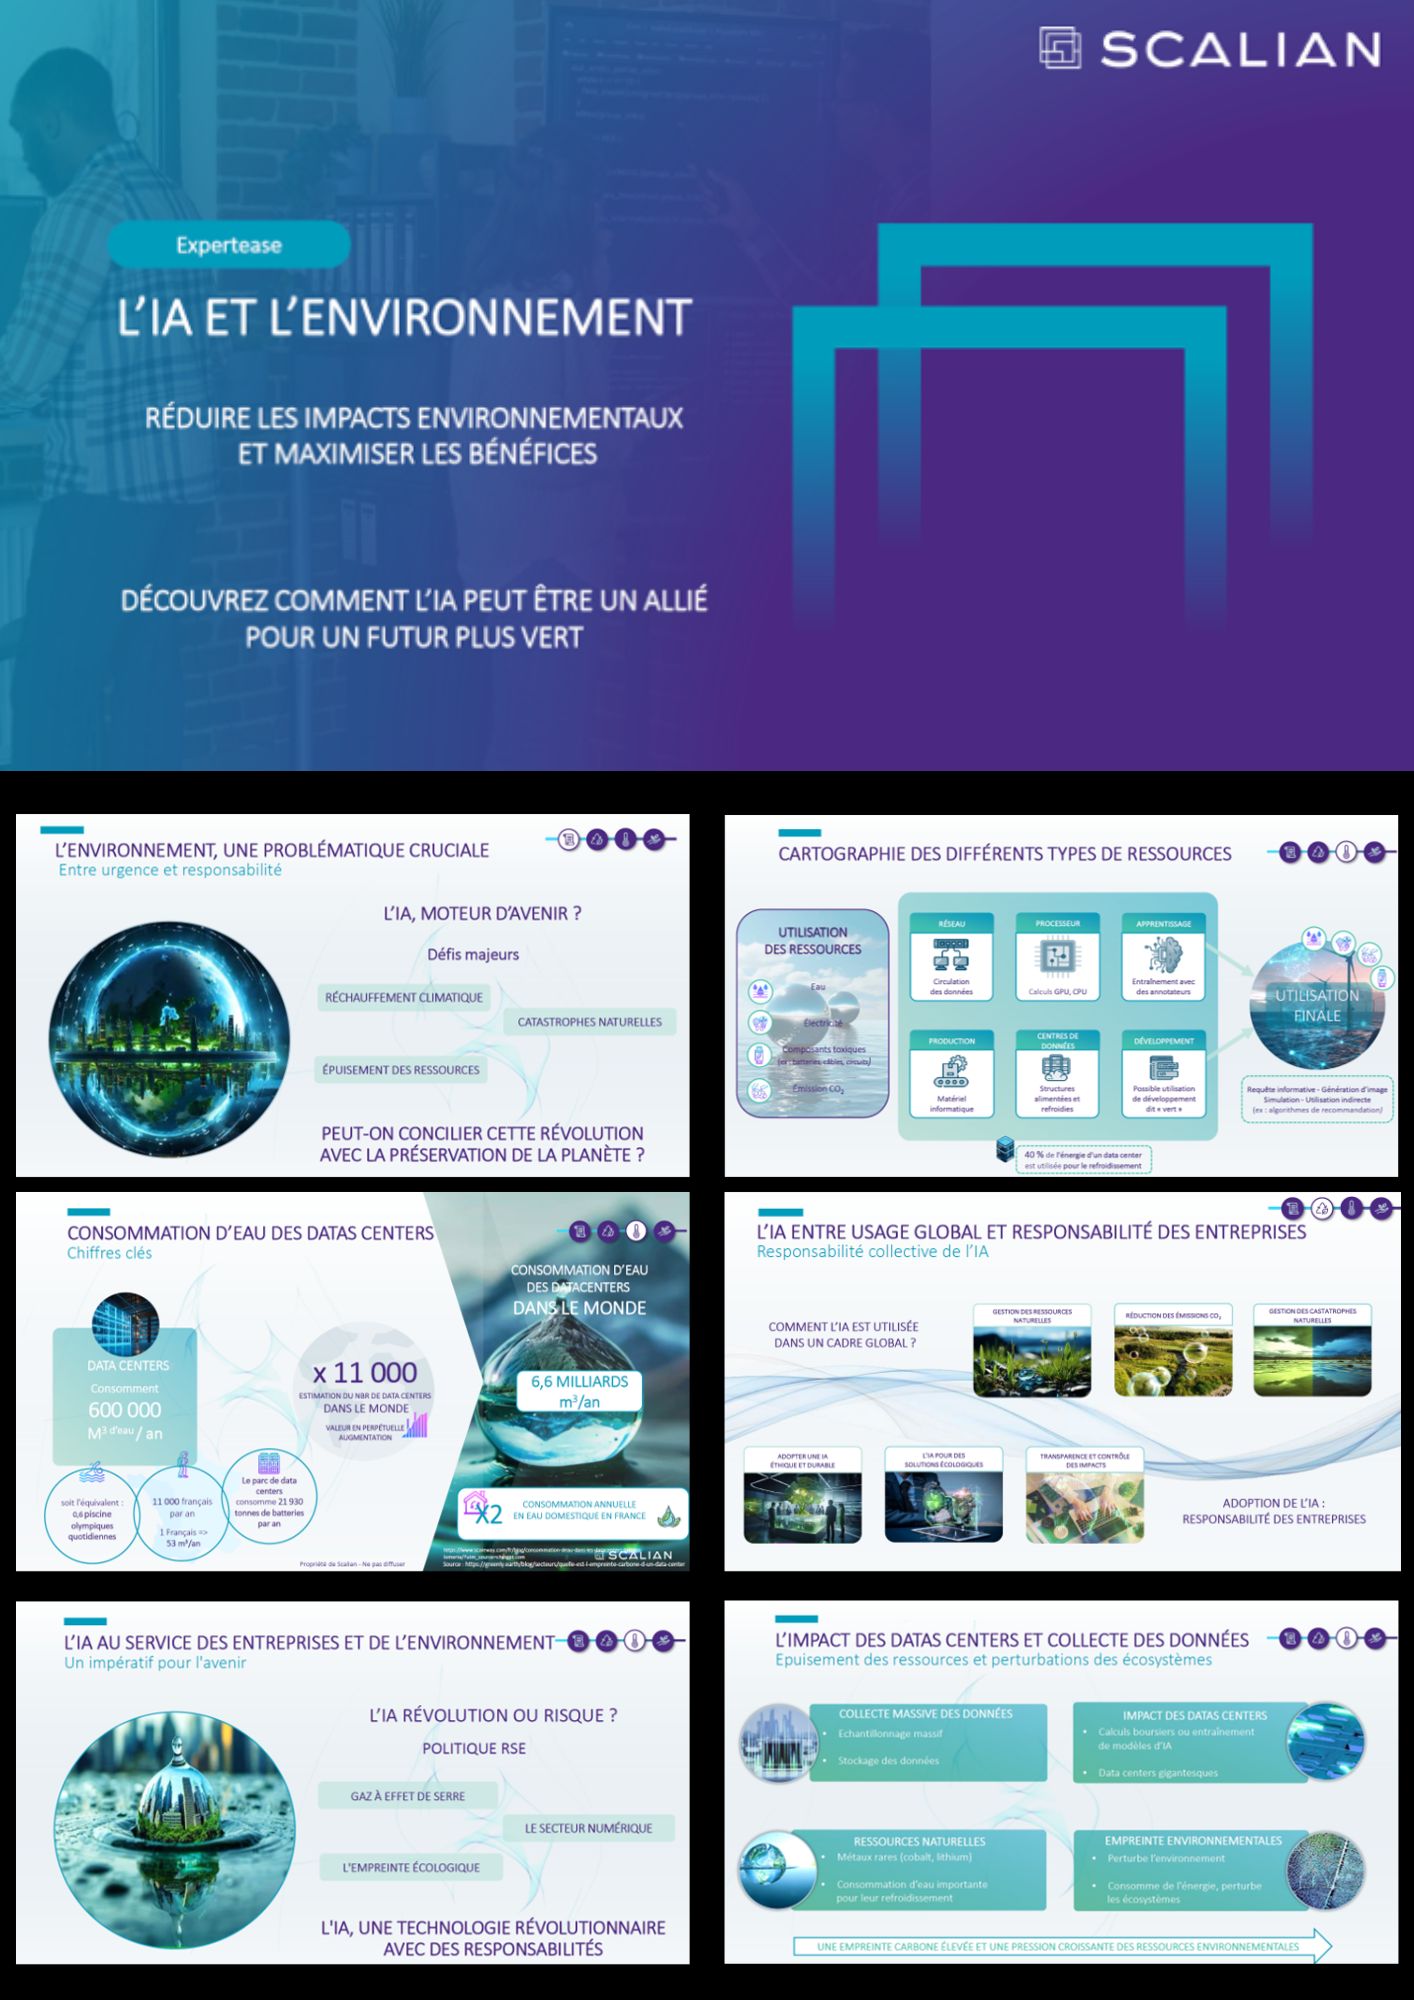 SCALIAN
Expertease
L'IA ET L'ENVIRONNEMENT
RÉDUIRE LES IMPACTS ENVIRONNEMENTAUX
ET MAXIMISER LES BÉNÉFICES
DÉCOUVREZ COMMENT L'IA PEUT ÊTRE UN ALLIÉ
POUR UN FUTUR PLUS VERT
L'ENVIRONNEMENT, UNE PROBLÉMATIQUE CRUCIALE
Entre urgence et responsabilité
L'IA, MOTEUR D'AVENIR ?
Défis majeurs
RÉCHAUFFEMENT CLIMATIQUE
CATASTROPHES NATURELLES
ÉPUISEMENT DES RESSOURCES
PEUT-ON CONCILIER CETTE RÉVOLUTION
AVEC LA PRÉSERVATION DE LA PLANÈTE ?
CARTOGRAPHIE DES DIFFÉRENTS TYPES DE RESSOURCES
UTILISATION
DES RESSOURCES
Eau
Électricité
Composants toxiques
(ex : batteries, câbles, circuits)
Émission CO₂
RÉSEAU
Circulation
des données
PROCESSEUR
Calculs GPU, CPU
APPRENTISSAGE
Entraînement avec
des annotateurs
PRODUCTION
Matériel
informatique
CENTRES DE
DONNÉES
Structures
alimentées et
refroidies
DÉVELOPPEMENT
Possible utilisation
de développement
dit « vert »
UTILISATION
FINALE
Requête informative - Génération d'image
Simulation - Utilisation indirecte
(ex : algorithmes de recommandation)
40 % de l'énergie d'un data center
est utilisée pour le refroidissement
CONSOMMATION D'EAU DES DATAS CENTERS
Chiffres clés
DATA CENTERS
Consomment
600 000
M³ d'eau / an
soit l'équivalent :
0,6 piscine
olympiques
quotidiennes
11 000 français
par an
1 Français =>
53 m³/an
Le parc de data
centers
consomme 21 930
tonnes de batteries
par an
x 11 000
ESTIMATION DU NBR DE DATA CENTERS
DANS LE MONDE
VALEUR EN PERPÉTUELLE
AUGMENTATION
CONSOMMATION D'EAU
DES DATACENTERS
DANS LE MONDE
6,6 MILLIARDS
m³/an
X2
CONSOMMATION ANNUELLE
EN EAU DOMESTIQUE EN FRANCE
Propriété de Scalian - Ne pas diffuser
SCALIAN
Source : https://greenly.earth/blog/secteurs/quelle-est-l-empreinte-carbone-d-un-data-center
L'IA ENTRE USAGE GLOBAL ET RESPONSABILITÉ DES ENTREPRISES
Responsabilité collective de l'IA
COMMENT L'IA EST UTILISÉE
DANS UN CADRE GLOBAL ?
GESTION DES RESSOURCES
NATURELLES
RÉDUCTION DES ÉMISSIONS CO₂
GESTION DES CASTATROPHES
NATURELLES
ADOPTER UNE IA
ÉTHIQUE ET DURABLE
L'IA POUR DES
SOLUTIONS ÉCOLOGIQUES
TRANSPARENCE ET CONTRÔLE
DES IMPACTS
ADOPTION DE L'IA :
RESPONSABILITÉ DES ENTREPRISES
L'IA AU SERVICE DES ENTREPRISES ET DE L'ENVIRONNEMENT
Un impératif pour l'avenir
L'IA RÉVOLUTION OU RISQUE ?
POLITIQUE RSE
GAZ À EFFET DE SERRE
LE SECTEUR NUMÉRIQUE
L'EMPREINTE ÉCOLOGIQUE
L'IA, UNE TECHNOLOGIE RÉVOLUTIONNAIRE
AVEC DES RESPONSABILITÉS
L'IMPACT DES DATAS CENTERS ET COLLECTE DES DONNÉES
Epuisement des ressources et perturbations des écosystèmes
COLLECTE MASSIVE DES DONNÉES
• Echantillonnage massif
• Stockage des données
IMPACT DES DATAS CENTERS
• Calculs boursiers ou entraînement
de modèles d'IA
• Data centers gigantesques
RESSOURCES NATURELLES
• Métaux rares (cobalt, lithium)
• Consommation d'eau importante
pour leur refroidissement
EMPREINTE ENVIRONNEMENTALES
• Perturbe l'environnement
• Consomme de l'énergie, perturbe
les écosystèmes
UNE EMPREINTE CARBONE ÉLEVÉE ET UNE PRESSION CROISSANTE DES RESSOURCES ENVIRONNEMENTALES